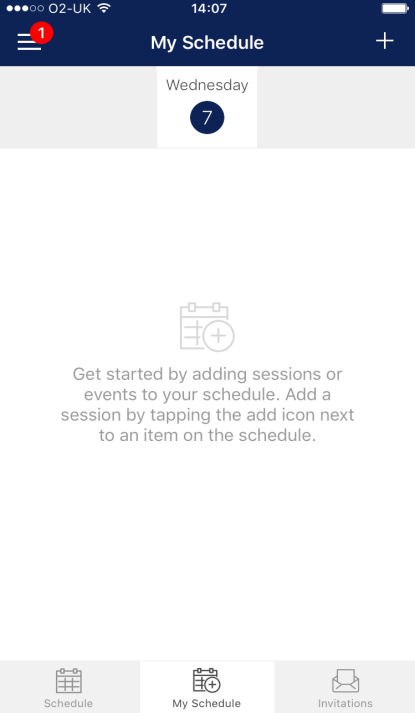 O2-UK 14:07
1
My Schedule
Wednesday
7
Get started by adding sessions or
events to your schedule. Add a
session by tapping the add icon next
to an item on the schedule.
Schedule My Schedule Invitations